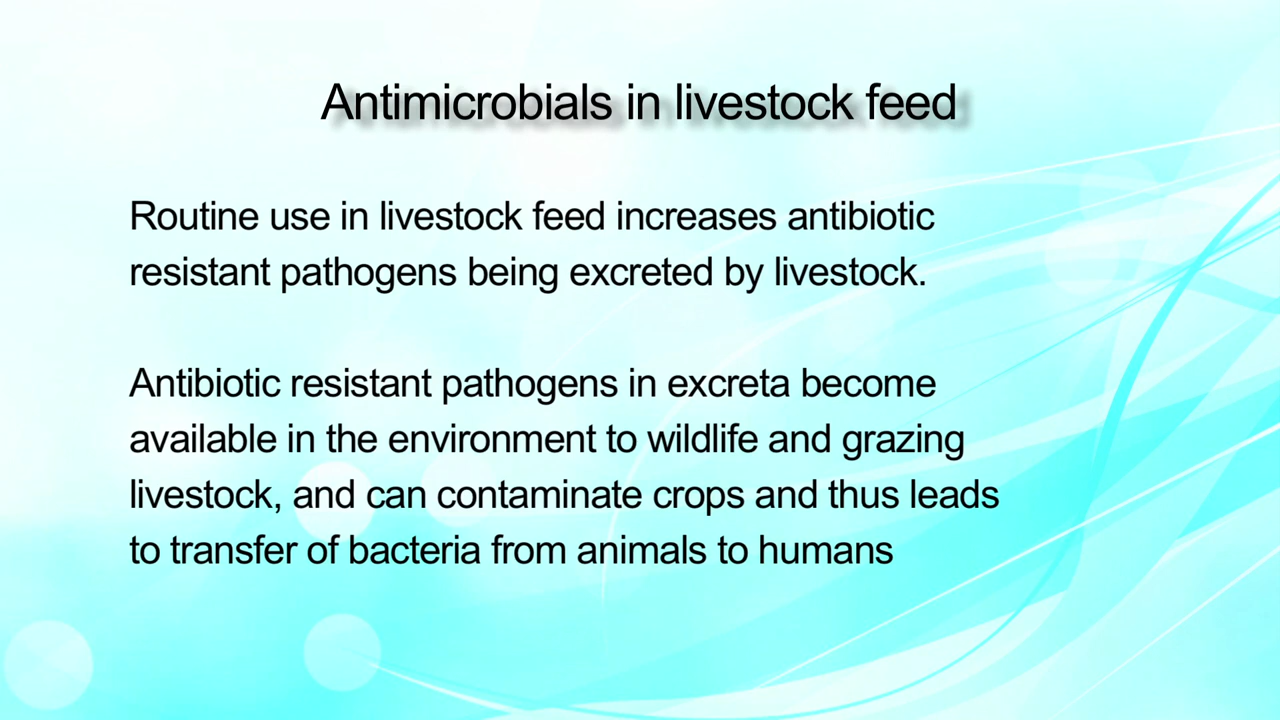 Antimicrobials in livestock feed
Routine use in livestock feed increases antibiotic
resistant pathogens being excreted by livestock.
Antibiotic resistant pathogens in excreta become
available in the environment to wildlife and grazing
livestock, and can contaminate crops and thus leads
to transfer of bacteria from animals to humans